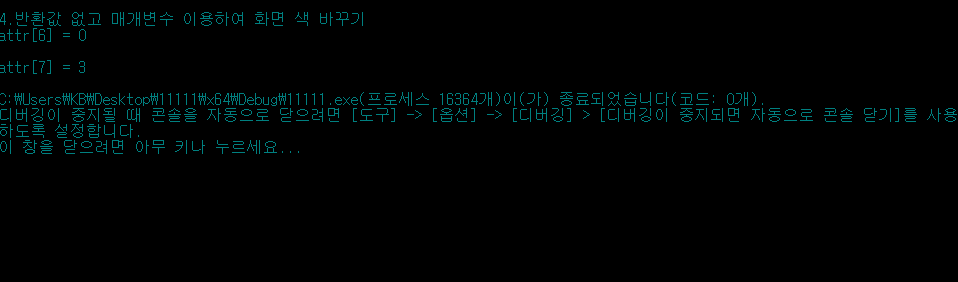 4.반환값 없고 매개변수 이용하여 화면 색 바꾸기
attr[6] = 0
attr[7] = 3
C:\Users\KB\Desktop\11111\x64\Debug\11111.exe(프로세스 16364개)이(가) 종료되었습니다(코드: 0개).
디버깅이 중지될 때 콘솔을 자동으로 닫으려면 [도구] -> [옵션] -> [디버깅] > [디버깅이 중지되면 자동으로 콘솔 닫기]를 사용
하도록 설정합니다.
이 창을 닫으려면 아무 키나 누르세요...